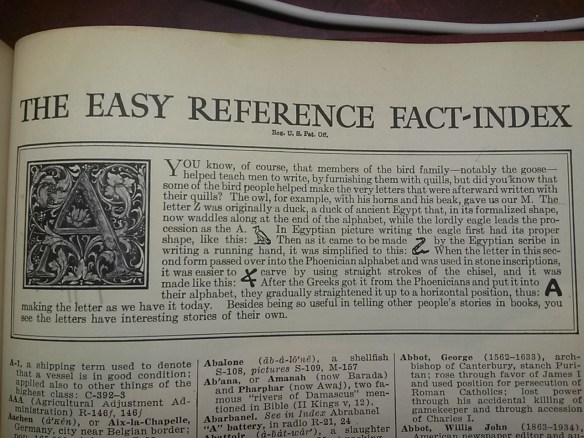 THE EASY REFERENCE FACT-INDEX
Reg. U. S. Pat. Off.
A
YOU know, of course, that members of the bird family—notably the goose—
helped teach men to write, by furnishing them with quills, but did you know that
some of the bird people helped make the very letters that were afterward written with
their quills? The owl, for example, with his horns and his beak, gave us our M. The
letter Z was originally a duck, a duck of ancient Egypt that, in its formalized shape,
now waddles along at the end of the alphabet, while the lordly eagle leads the pro-
cession as the A. In Egyptian picture writing the eagle first had its proper
shape, like this: Then as it came to be made by the Egyptian scribe in
writing a running hand, it was simplified to this: When the letter in this sec-
ond form passed over into the Phoenician alphabet and was used in stone inscriptions,
it was easier to carve by using straight strokes of the chisel, and it was
made like this: After the Greeks got it from the Phoenicians and put it into
their alphabet, they gradually straightened it up to a horizontal position, thus: A
making the letter as we have it today. Besides being so useful in telling other people's stories in books, you
see the letters have interesting stories of their own.
A-1, a shipping term used to denote
that a vessel is in good condition;
applied also to other things of the
highest class: C-392-3
AAA (Agricultural Adjustment Ad-
ministration) R-146f, 146j
Aachen (ä'ĸĕn), or Aix-la-Chapelle,
Germany, city near Belgian border;
Abalone (ăb-á-lō'nē), a shellfish
S-108, pictures S-109, M-157
Ab'ana, or Amanah (now Barada)
and Pharphar (now Awaj), two fa-
mous "rivers of Damascus" men-
tioned in Bible (II Kings v, 12).
Abarbanel. See in Index Abrabanel
"A" battery, in radio R-21, 24
Abattoir (ăb-ăt-wär'), a slaughter
Abbot, George (1562-1633), arch-
bishop of Canterbury, stanch Puri-
tan; rose through favor of James I
and used position for persecution of
Roman Catholics; lost power
through his accidental killing of
gamekeeper and through accession
of Charles I.
Abbot, Willis John (1863-1934),
American newspaper editor and